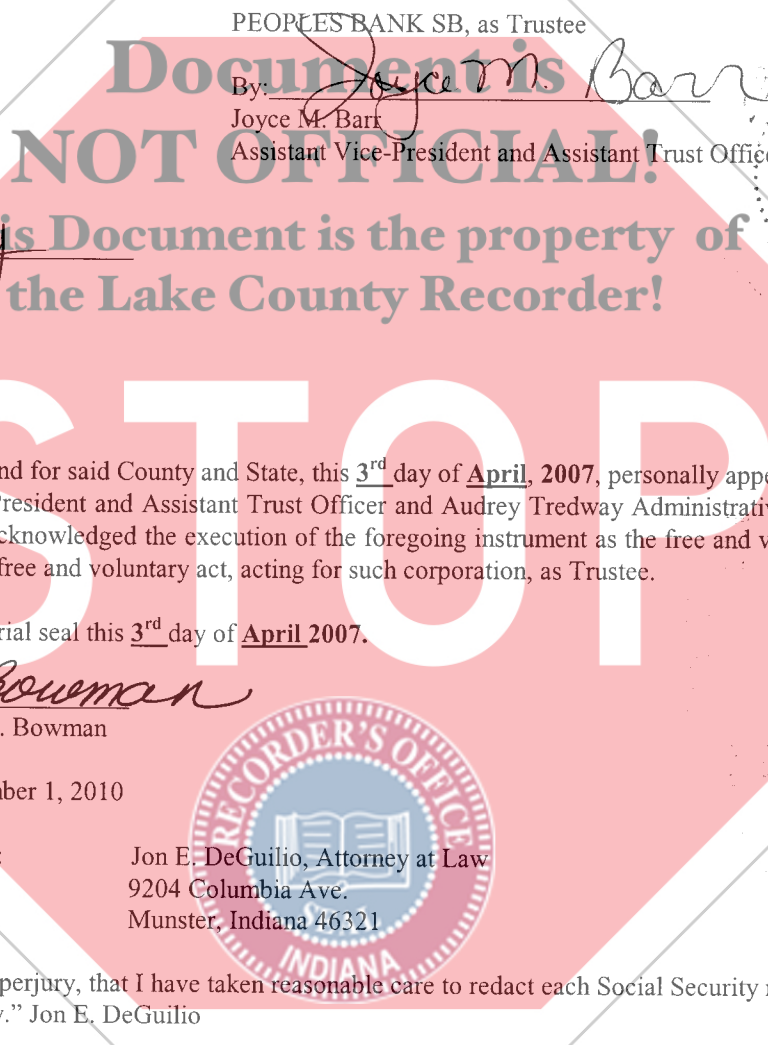 PEOPLES BANK SB, as Trustee
Document is
By: Joyce M. Barr
Joyce M. Barr
NOT OFFICIAL!
Assistant Vice-President and Assistant Trust Offic
is Document is the property of
the Lake County Recorder!
STOP
nd for said County and State, this 3rd day of April, 2007, personally appe
President and Assistant Trust Officer and Audrey Tredway Administrativ
cknowledged the execution of the foregoing instrument as the free and v
free and voluntary act, acting for such corporation, as Trustee.
rial seal this 3rd day of April 2007.
Bowman
. Bowman
RECORDER'S OFFICE
ber 1, 2010
: Jon E. DeGuilio, Attorney at Law
9204 Columbia Ave.
Munster, Indiana 46321
SEAL
INDIANA
perjury, that I have taken reasonable care to redact each Social Security
." Jon E. DeGuilio